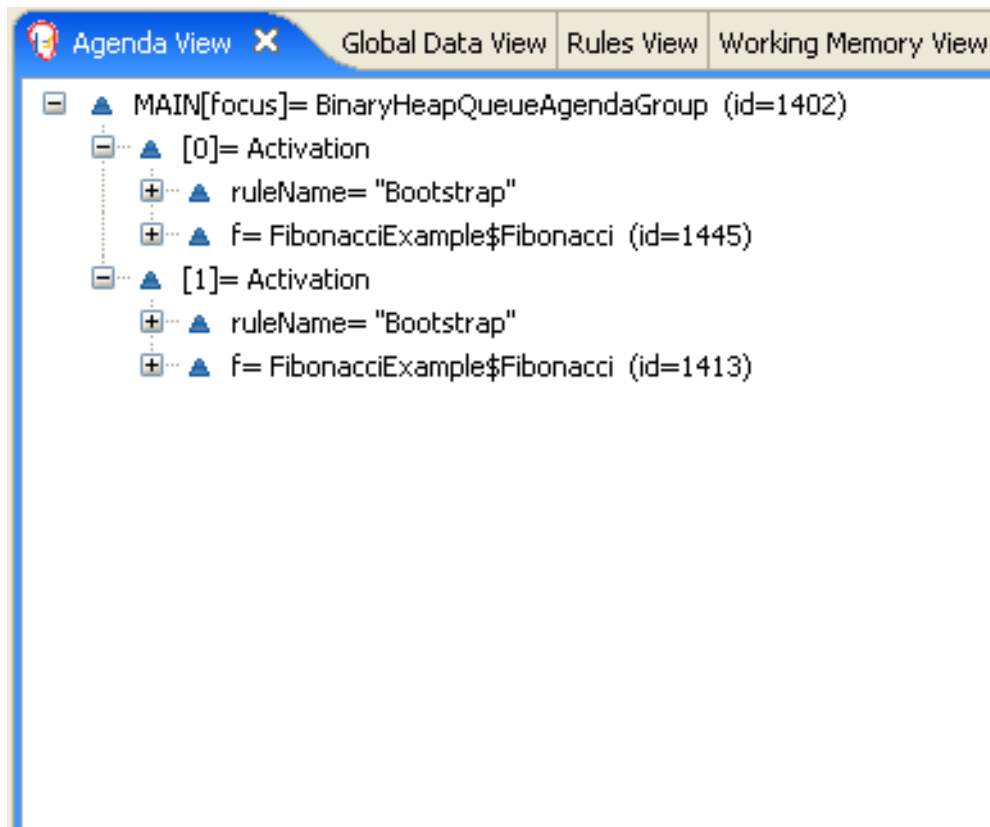 Agenda View Global Data View Rules View Working Memory View
MAIN[focus]= BinaryHeapQueueAgendaGroup (id=1402)
[0]= Activation
ruleName= "Bootstrap"
f= FibonacciExample$Fibonacci (id=1445)
[1]= Activation
ruleName= "Bootstrap"
f= FibonacciExample$Fibonacci (id=1413)